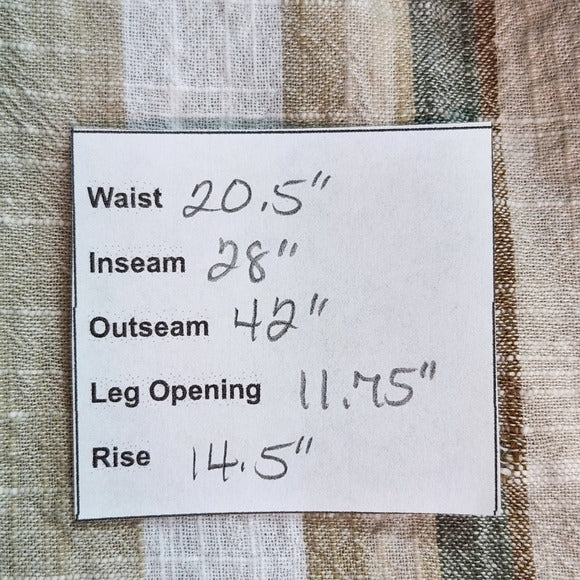 Waist 20.5"
Inseam 28"
Outseam 42"
Leg Opening 11.75"
Rise 14.5"